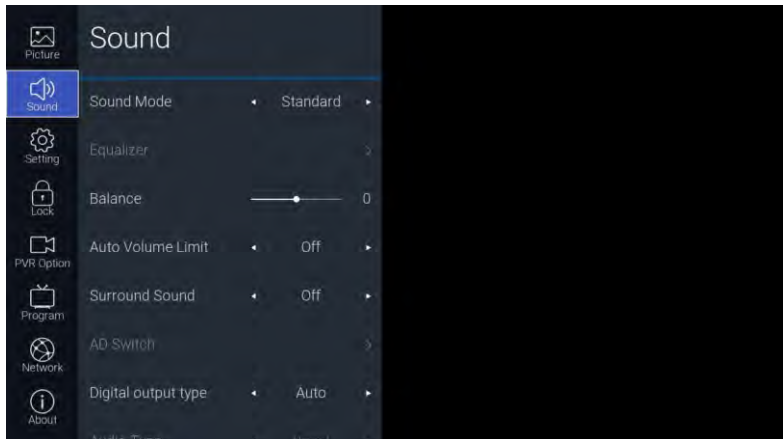 Picture
Sound
Setting
Lock
PVR Option
Program
Network
About
Sound
Sound Mode Standard
Equalizer
Balance 0
Auto Volume Limit Off
Surround Sound Off
AD Switch
Digital output type Auto